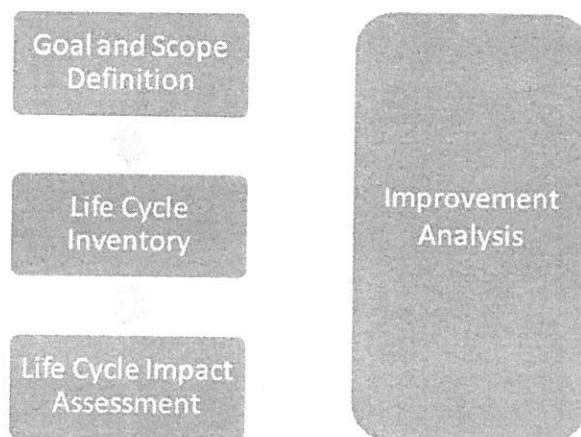 Goal and Scope
Definition
Life Cycle
Inventory
Life Cycle Impact
Assessment
Improvement
Analysis